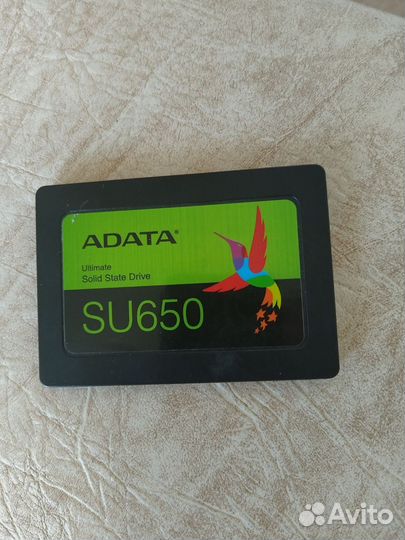 ADATA®
Ultimate
Solid State Drive
SU650
Avito